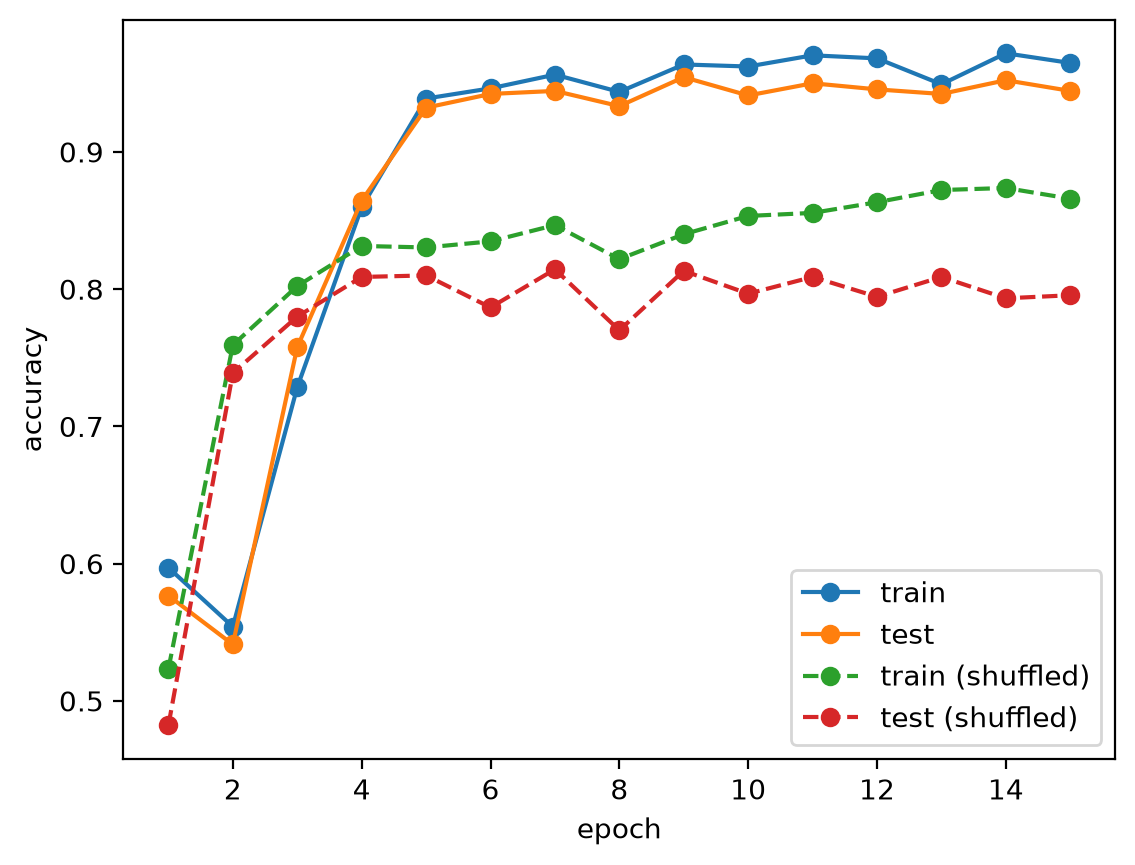 0.9
0.8
0.7
0.6
0.5
accuracy
2 4 6 8 10 12 14
epoch
train
test
train (shuffled)
test (shuffled)